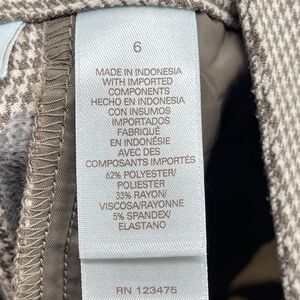 6
MADE IN INDONESIA
WITH IMPORTED
COMPONENTS
HECHO EN INDONESIA
CON INSUMOS
IMPORTADOS
FABRIQUÉ
EN INDONÉSIE
AVEC DES
COMPOSANTS IMPORTÉS
62% POLYESTER/
POLIESTER
33% RAYON/
VISCOSA/RAYONNE
5% SPANDEX/
ELASTANO
RN 123475